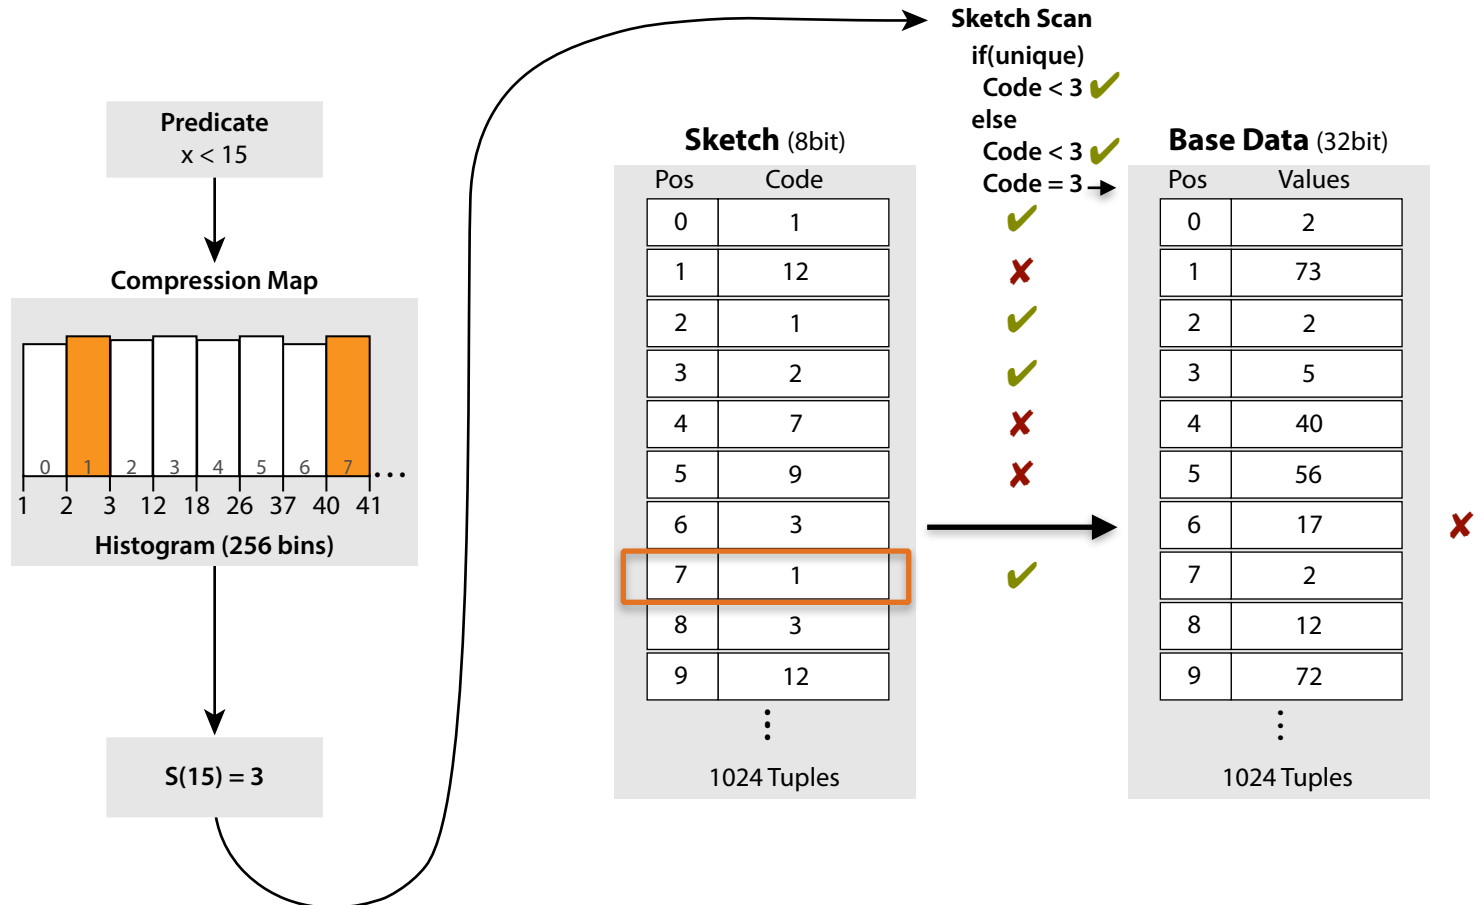 Predicate
x < 15
Compression Map
0 1 2 3 4 5 6 7 ...
1 2 3 12 18 26 37 40 41
Histogram (256 bins)
S(15) = 3
Sketch Scan
if(unique)
Code < 3 ✔
else
Code < 3 ✔
Code = 3
Sketch (8bit)
Pos Code
0 1
1 12
2 1
3 2
4 7
5 9
6 3
7 1
8 3
9 12
⋮
1024 Tuples
✔
✘
✔
✔
✘
✘
✔
Base Data (32bit)
Pos Values
0 2
1 73
2 2
3 5
4 40
5 56
6 17 ✘
7 2
8 12
9 72
⋮
1024 Tuples